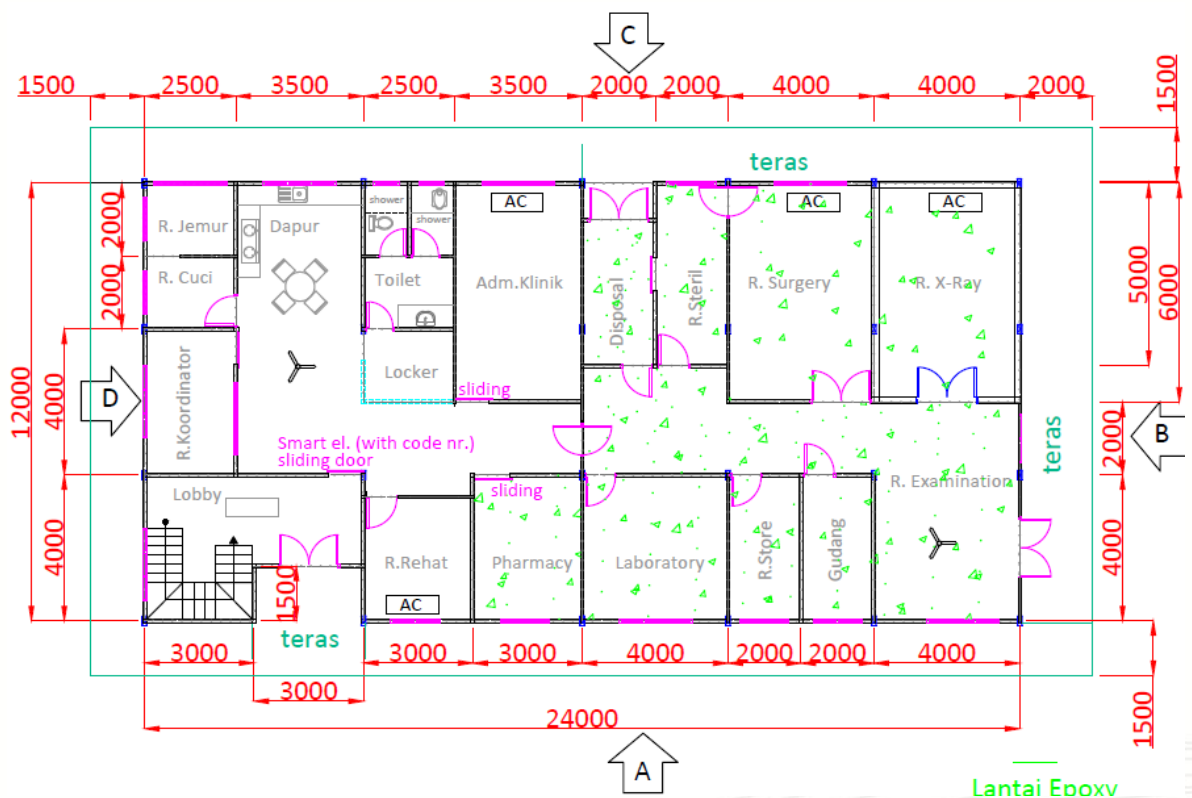 C
1500 2500 3500 2500 3500 2000 2000 4000 4000 2000
1500
teras
shower
shower
AC
AC
AC
2000
R. Jemur
Dapur
R. Cuci
Toilet
Adm.Klinik
Disposal
R.Steril
R. Surgery
R. X-Ray
5000
6000
2000
12000
D
4000
R.Koordinator
Locker
sliding
Smart el. (with code nr.)
sliding door
teras
2000
B
Lobby
sliding
R. Examination
4000
R.Rehat
Pharmacy
Laboratory
R.Store
Gudang
4000
AC
1500
teras
3000 3000 3000 4000 2000 2000 4000
3000
24000
1500
A
Lantai Epoxy